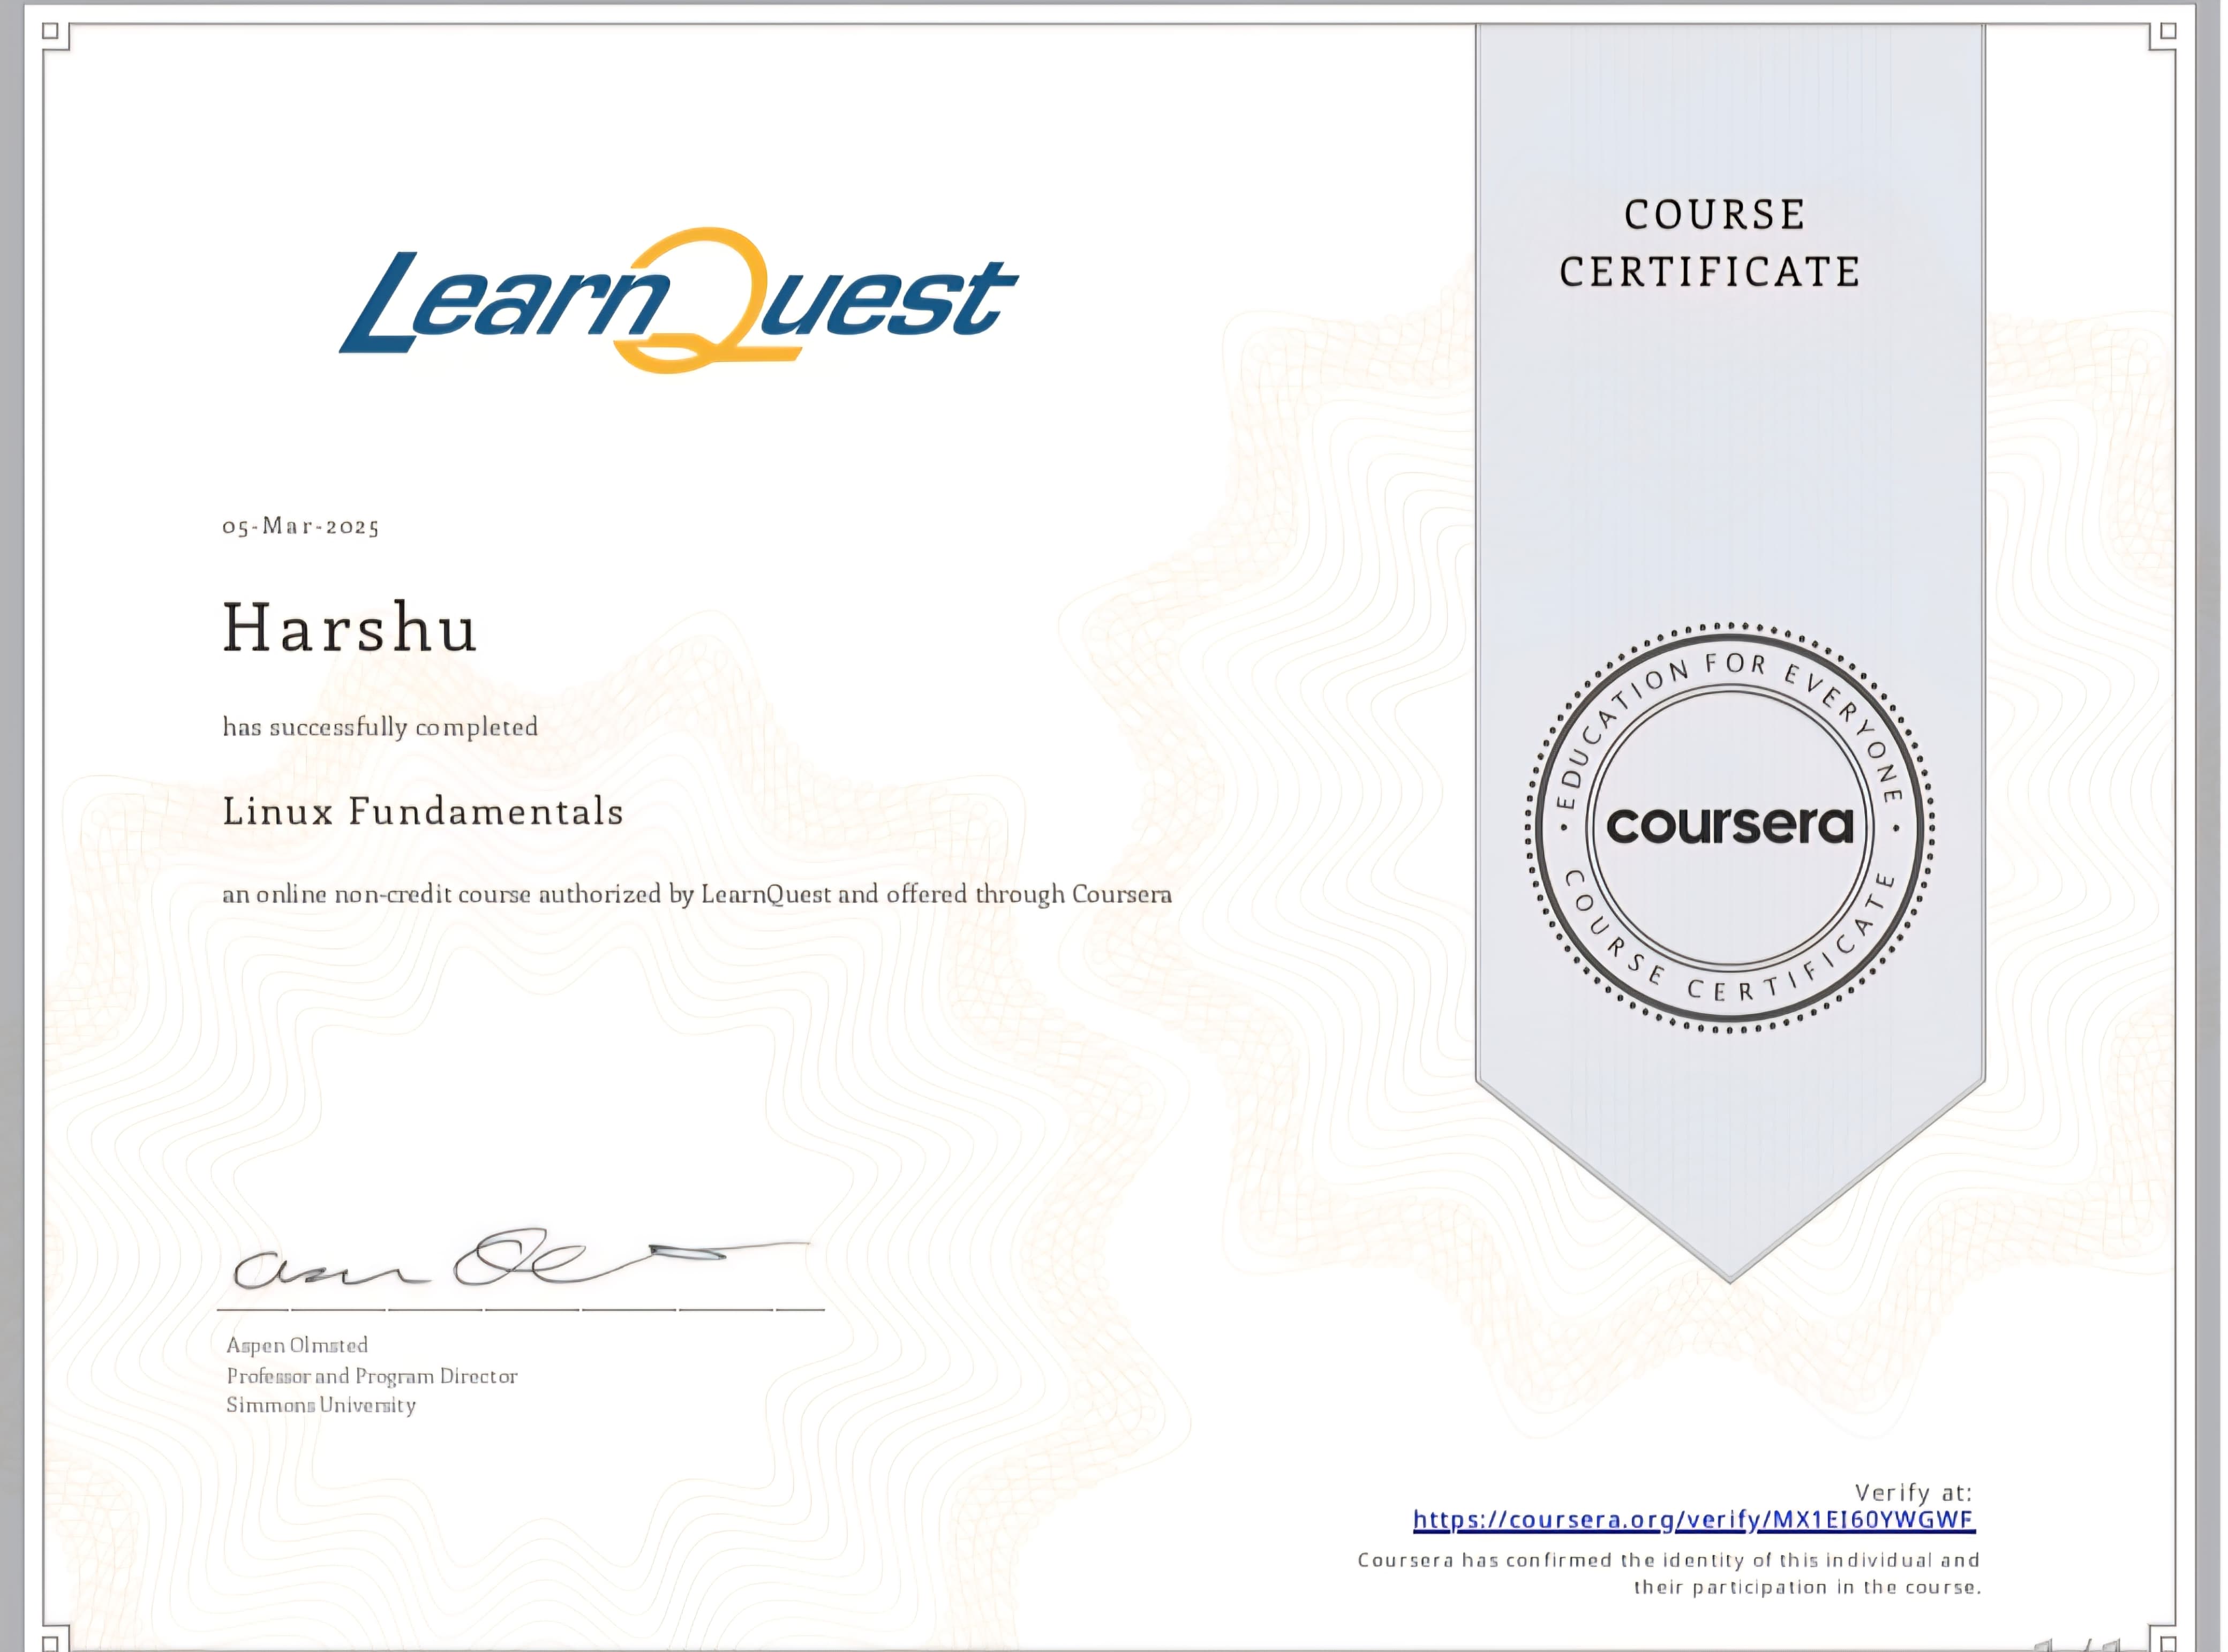 LearnQuest
COURSE
CERTIFICATE
05-Mar-2025
Harshu
has successfully completed
Linux Fundamentals
an online non-credit course authorized by LearnQuest and offered through Coursera
EDUCATION FOR EVERYONE
coursera
COURSE CERTIFICATE
Aspen Olmsted
Professor and Program Director
Simmons University
Verify at:
https://coursera.org/verify/MX1EI60YWGWF
Coursera has confirmed the identity of this individual and
their participation in the course.